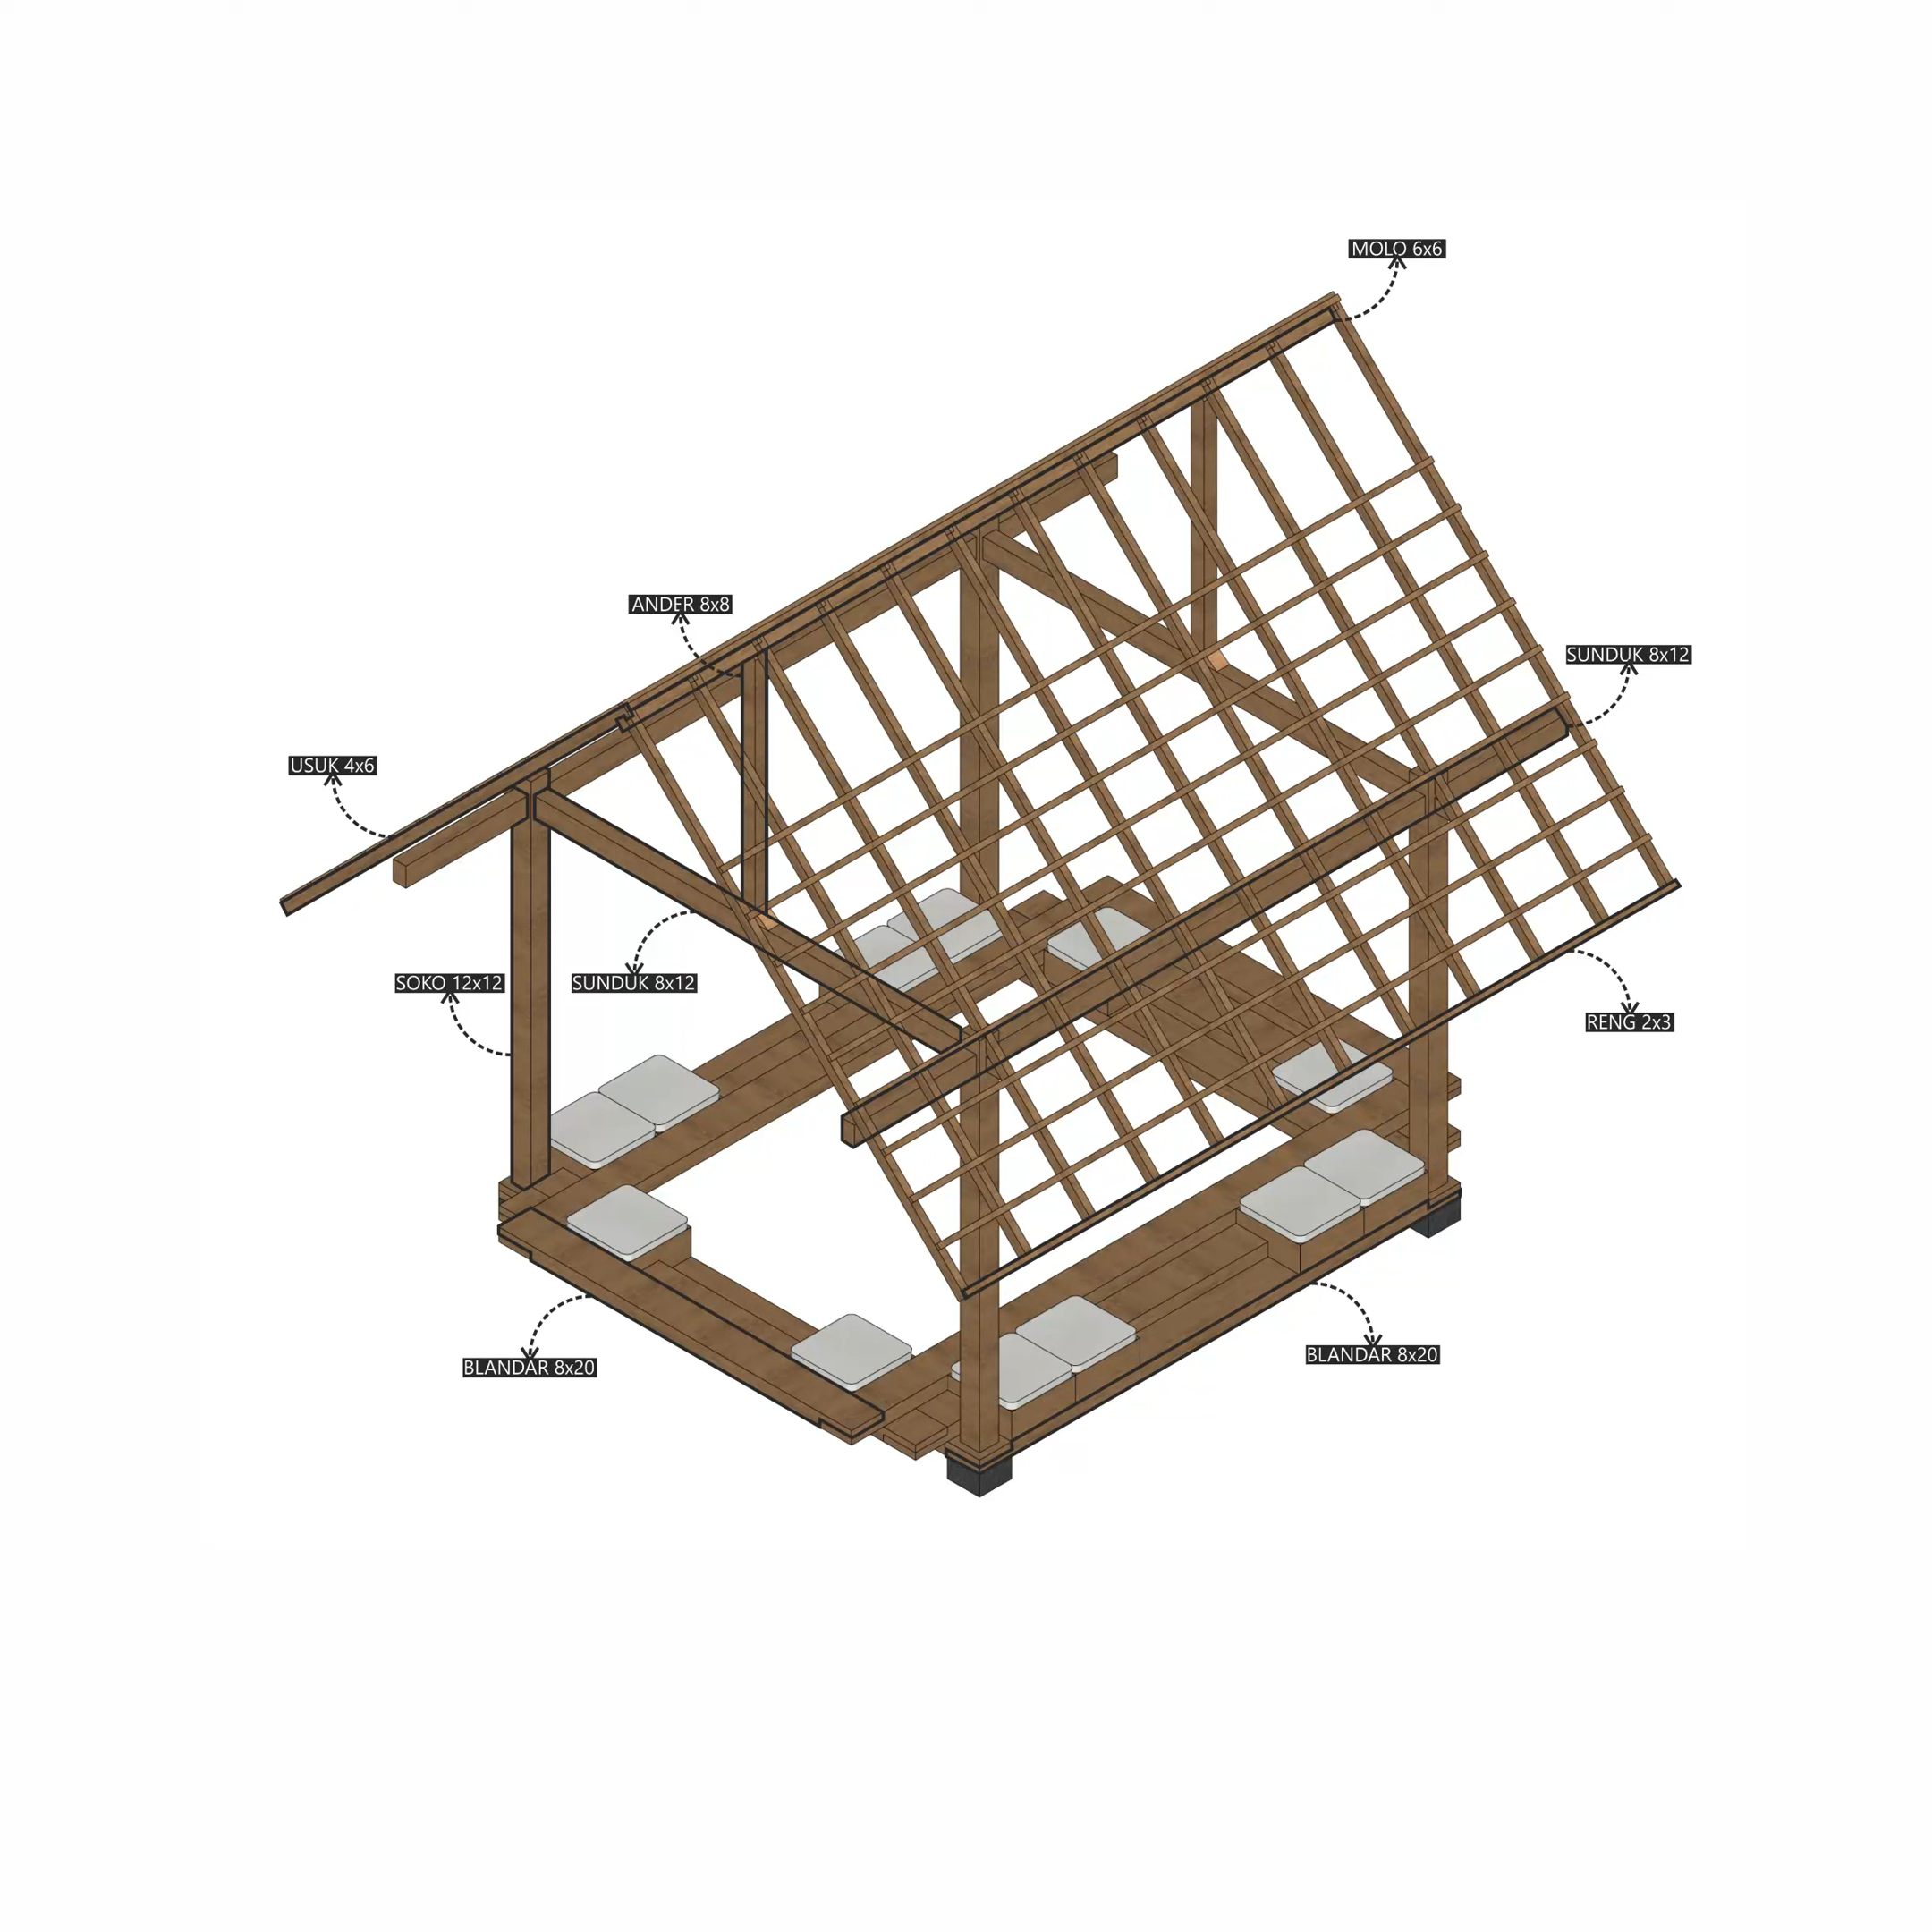 MOLO 6x6
ANDER 8x8
SUNDUK 8x12
USUK 4x6
SOKO 12x12
SUNDUK 8x12
RENG 2x3
BLANDAR 8x20
BLANDAR 8x20